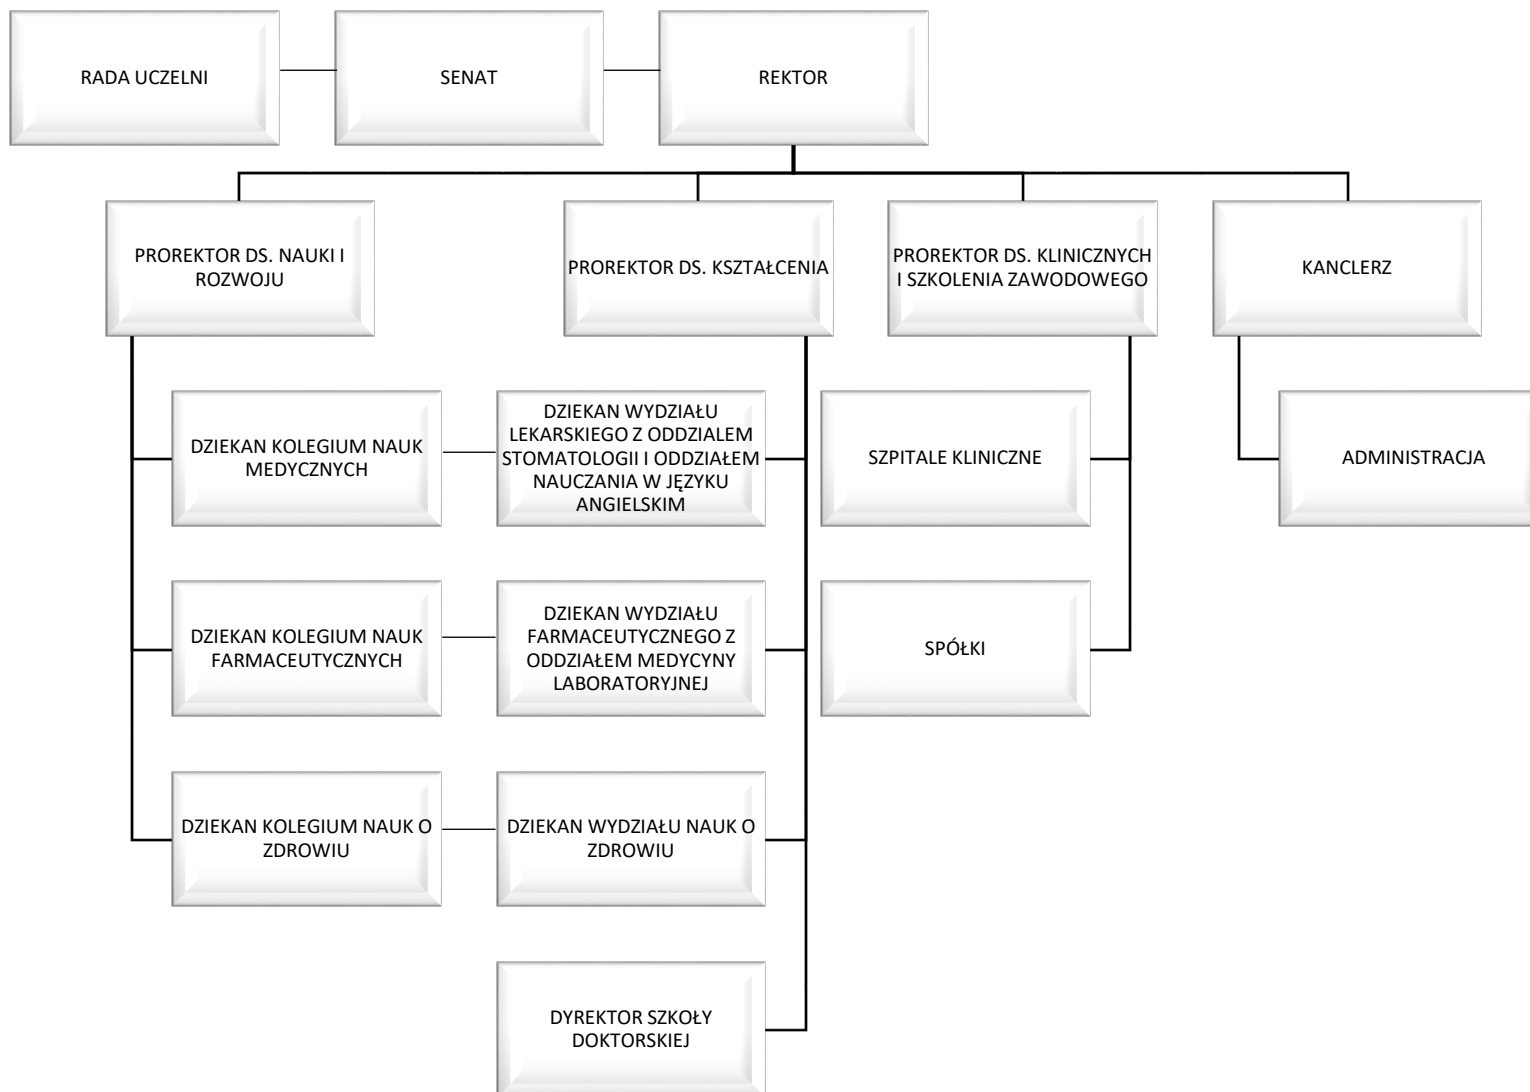 RADA UCZELNI
SENAT
REKTOR
PROREKTOR DS. NAUKI I
ROZWOJU
PROREKTOR DS. KSZTAŁCENIA
PROREKTOR DS. KLINICZNYCH
I SZKOLENIA ZAWODOWEGO
KANCLERZ
DZIEKAN KOLEGIUM NAUK
MEDYCZNYCH
DZIEKAN WYDZIAŁU
LEKARSKIEGO Z ODDZIALEM
STOMATOLOGII I ODDZIAŁEM
NAUCZANIA W JĘZYKU
ANGIELSKIM
SZPITALE KLINICZNE
ADMINISTRACJA
DZIEKAN KOLEGIUM NAUK
FARMACEUTYCZNYCH
DZIEKAN WYDZIAŁU
FARMACEUTYCZNEGO Z
ODDZIAŁEM MEDYCYNY
LABORATORYJNEJ
SPÓŁKI
DZIEKAN KOLEGIUM NAUK O
ZDROWIU
DZIEKAN WYDZIAŁU NAUK O
ZDROWIU
DYREKTOR SZKOŁY
DOKTORSKIEJ